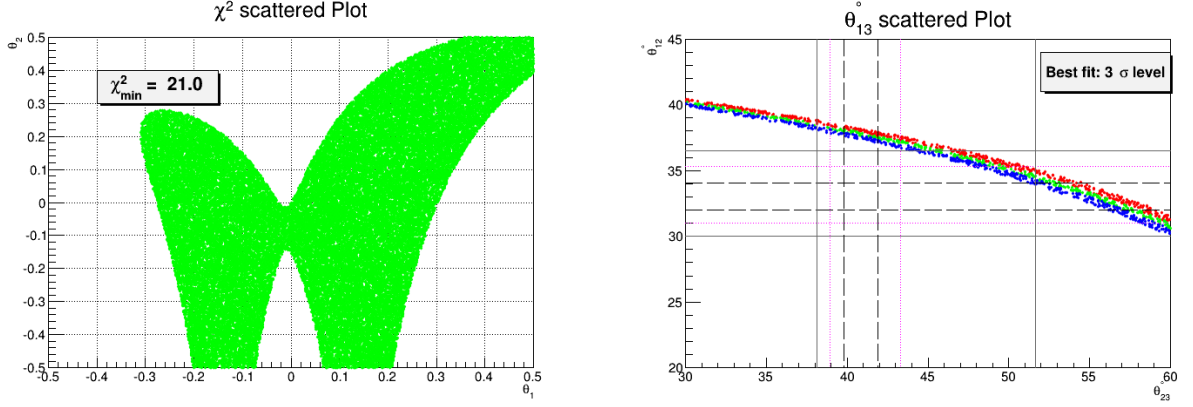 χ² scattered Plot
θ₂
0.5
0.4
0.3
0.2
0.1
0
-0.1
-0.2
-0.3
-0.4
-0.5
χ²min = 21.0
-0.5 -0.4 -0.3 -0.2 -0.1 0 0.1 0.2 0.3 0.4 0.5
θ₁
θ°₁₃ scattered Plot
θ°₁₂
45
40
35
30
25
20
Best fit: 3 σ level
30 35 40 45 50 55 60
θ°₂₃